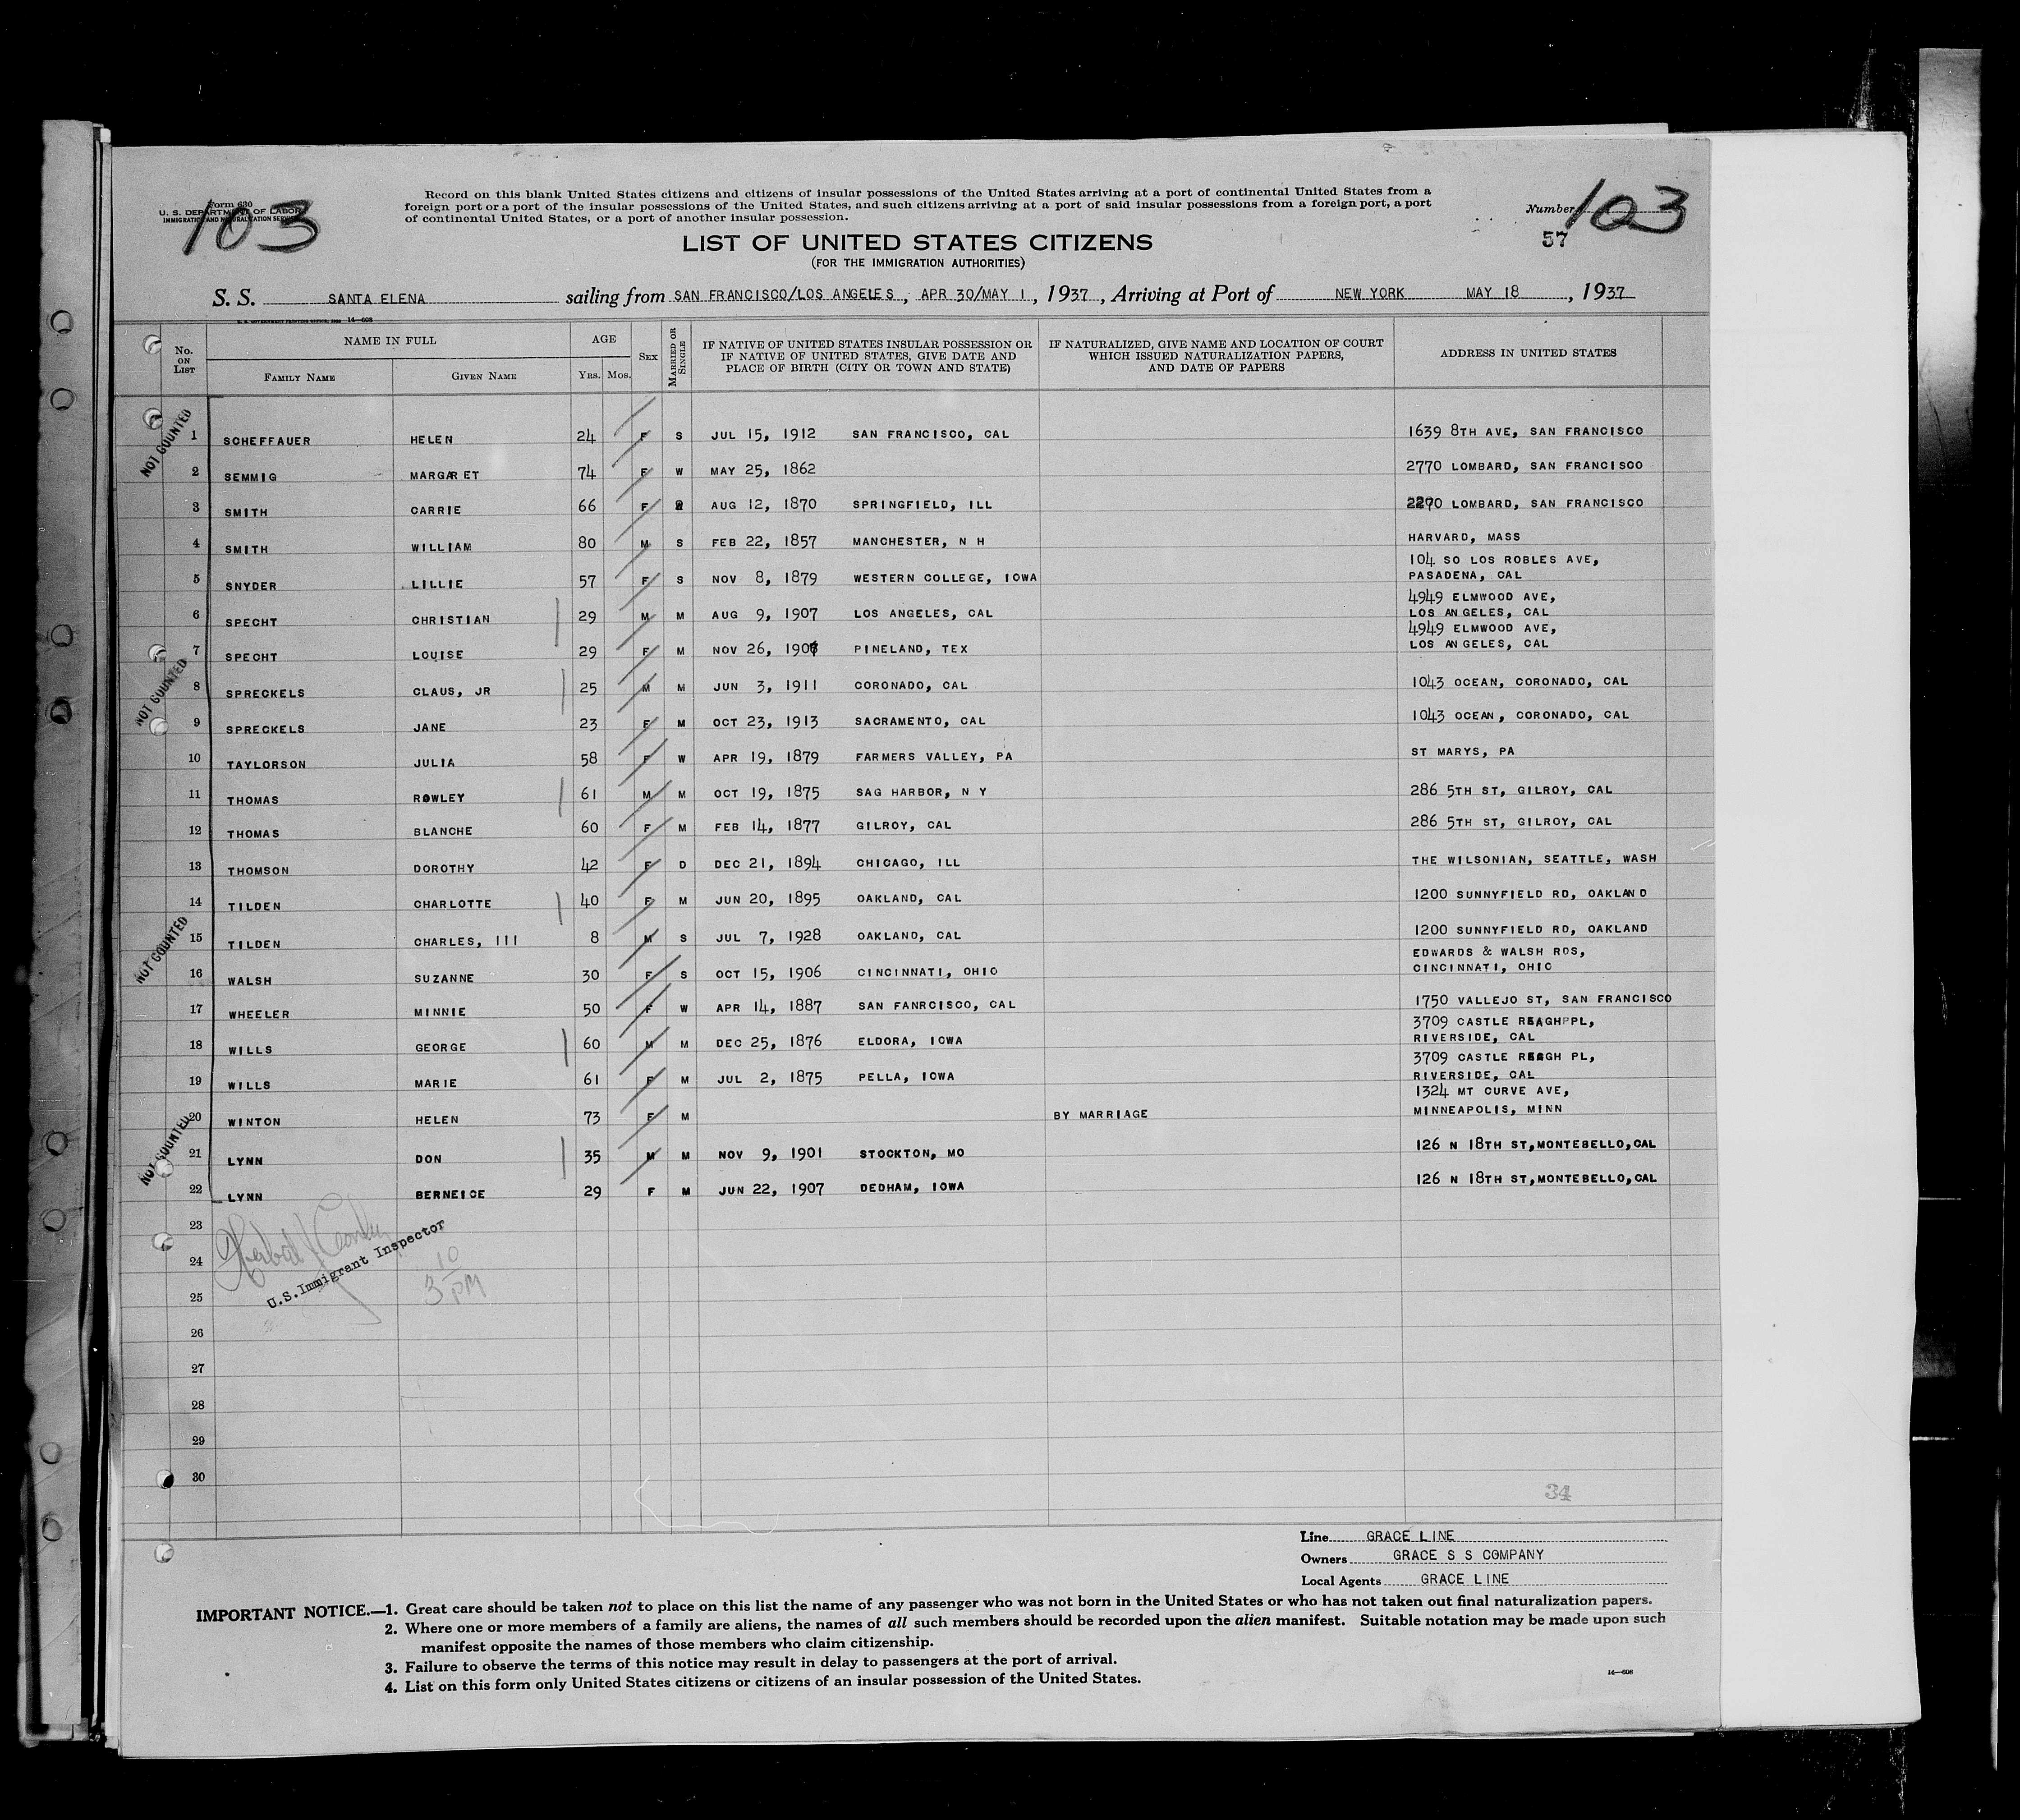 Form 630
U. S. DEPARTMENT OF LABOR
IMMIGRATION AND NATURALIZATION SERVICE
103
Record on this blank United States citizens and citizens of insular possessions of the United States arriving at a port of continental United States from a
foreign port or a port of the insular possessions of the United States, and such citizens arriving at a port of said insular possessions from a foreign port, a port
of continental United States, or a port of another insular possession.
Number 103
57
LIST OF UNITED STATES CITIZENS
(FOR THE IMMIGRATION AUTHORITIES)
S. S. SANTA ELENA sailing from SAN FRANCISCO/LOS ANGELES, APR 30/MAY 1, 1937, Arriving at Port of NEW YORK MAY 18, 1937
14—608
No. ON LIST
NAME IN FULL
FAMILY NAME
GIVEN NAME
AGE
YRS. MOS.
SEX
MARRIED OR SINGLE
IF NATIVE OF UNITED STATES INSULAR POSSESSION OR
IF NATIVE OF UNITED STATES, GIVE DATE AND
PLACE OF BIRTH (CITY OR TOWN AND STATE)
IF NATURALIZED, GIVE NAME AND LOCATION OF COURT
WHICH ISSUED NATURALIZATION PAPERS,
AND DATE OF PAPERS
ADDRESS IN UNITED STATES
NOT COUNTED
1 SCHEFFAUER HELEN 24 F S JUL 15, 1912 SAN FRANCISCO, CAL 1639 8TH AVE, SAN FRANCISCO
2 SEMMIG MARGARET 74 F W MAY 25, 1862 2770 LOMBARD, SAN FRANCISCO
3 SMITH CARRIE 66 F AUG 12, 1870 SPRINGFIELD, ILL LOMBARD, SAN FRANCISCO
4 SMITH WILLIAM 80 M S FEB 22, 1857 MANCHESTER, N H HARVARD, MASS
5 SNYDER LILLIE 57 F S NOV 8, 1879 WESTERN COLLEGE, IOWA 104 SO LOS ROBLES AVE,
PASADENA, CAL
6 SPECHT CHRISTIAN 29 M M AUG 9, 1907 LOS ANGELES, CAL 4949 ELMWOOD AVE,
LOS ANGELES, CAL
7 SPECHT LOUISE 29 F M NOV 26, PINELAND, TEX 4949 ELMWOOD AVE,
LOS ANGELES, CAL
NOT COUNTED
8 SPRECKELS CLAUS, JR 25 M M JUN 3, 1911 CORONADO, CAL 1043 OCEAN, CORONADO, CAL
9 SPRECKELS JANE 23 F M OCT 23, 1913 SACRAMENTO, CAL 1043 OCEAN, CORONADO, CAL
10 TAYLORSON JULIA 58 F W APR 19, 1879 FARMERS VALLEY, PA ST MARYS, PA
11 THOMAS ROWLEY 61 M M OCT 19, 1875 SAG HARBOR, N Y 286 5TH ST, GILROY, CAL
12 THOMAS BLANCHE 60 F M FEB 14, 1877 GILROY, CAL 286 5TH ST, GILROY, CAL
13 THOMSON DOROTHY 42 F D DEC 21, 1894 CHICAGO, ILL THE WILSONIAN, SEATTLE, WASH
14 TILDEN CHARLOTTE 40 F M JUN 20, 1895 OAKLAND, CAL 1200 SUNNYFIELD RD, OAKLAND
NOT COUNTED
15 TILDEN CHARLES, III 8 M S JUL 7, 1928 OAKLAND, CAL 1200 SUNNYFIELD RD, OAKLAND
16 WALSH SUZANNE 30 F S OCT 15, 1906 CINCINNATI, OHIO EDWARDS & WALSH RDS,
CINCINNATI, OHIO
17 WHEELER MINNIE 50 F W APR 14, 1887 SAN FANRCISCO, CAL 1750 VALLEJO ST, SAN FRANCISCO
18 WILLS GEORGE 60 M M DEC 25, 1876 ELDORA, IOWA 3709 CASTLE PL,
RIVERSIDE, CAL
19 WILLS MARIE 61 F M JUL 2, 1875 PELLA, IOWA 3709 CASTLE PL,
RIVERSIDE, CAL
20 WINTON HELEN 73 F M BY MARRIAGE 1324 MT CURVE AVE,
MINNEAPOLIS, MINN
NOT COUNTED
21 LYNN DON 35 M M NOV 9, 1901 STOCKTON, MO 126 N 18TH ST, MONTEBELLO, CAL
22 LYNN BERNEICE 29 F M JUN 22, 1907 DEDHAM, IOWA 126 N 18TH ST, MONTEBELLO, CAL
23
24
U.S. Immigrant Inspector
3 10 PM
25
26
27
28
29
30
34
Line GRACE LINE
Owners GRACE S S COMPANY
Local Agents GRACE LINE
IMPORTANT NOTICE.—1. Great care should be taken not to place on this list the name of any passenger who was not born in the United States or who has not taken out final naturalization papers.
2. Where one or more members of a family are aliens, the names of all such members should be recorded upon the alien manifest. Suitable notation may be made upon such
manifest opposite the names of those members who claim citizenship.
3. Failure to observe the terms of this notice may result in delay to passengers at the port of arrival.
4. List on this form only United States citizens or citizens of an insular possession of the United States.
14—608